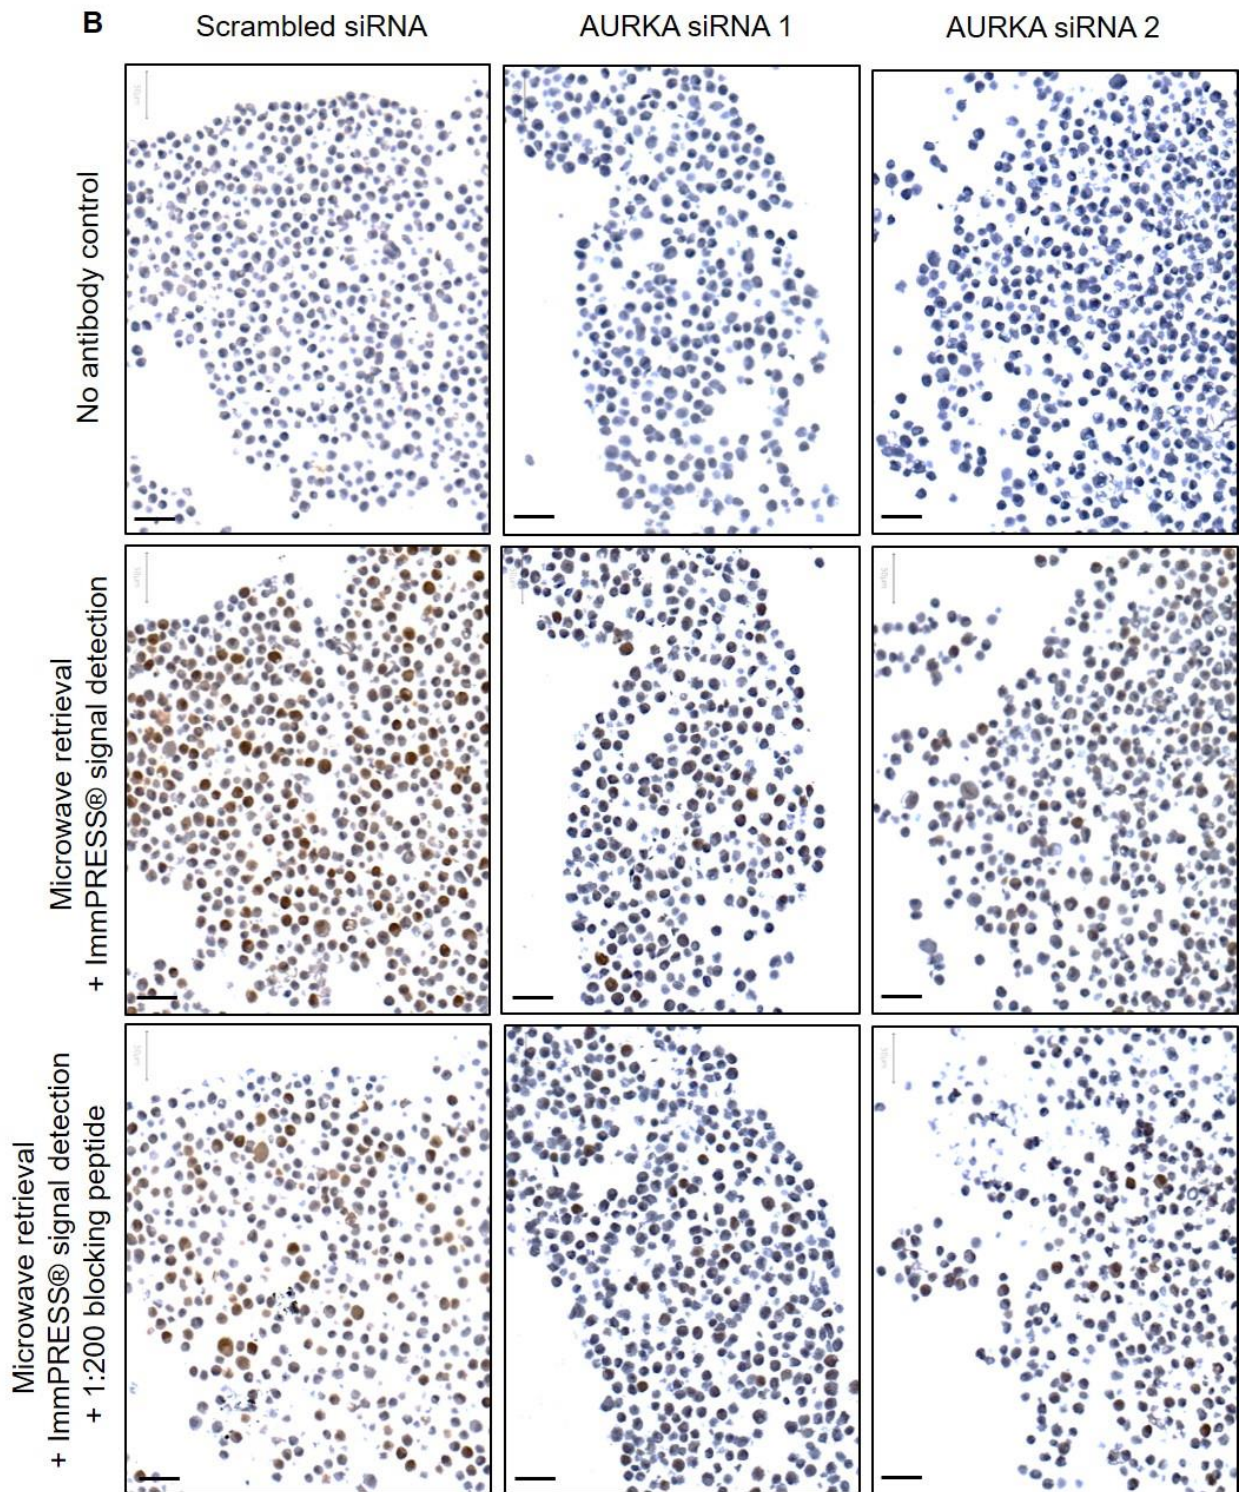 B
Scrambled siRNA
AURKA siRNA 1
AURKA siRNA 2
No antibody control
Microwave retrieval
+ ImmPRESS® signal detection
Microwave retrieval
+ ImmPRESS® signal detection
+ 1:200 blocking peptide